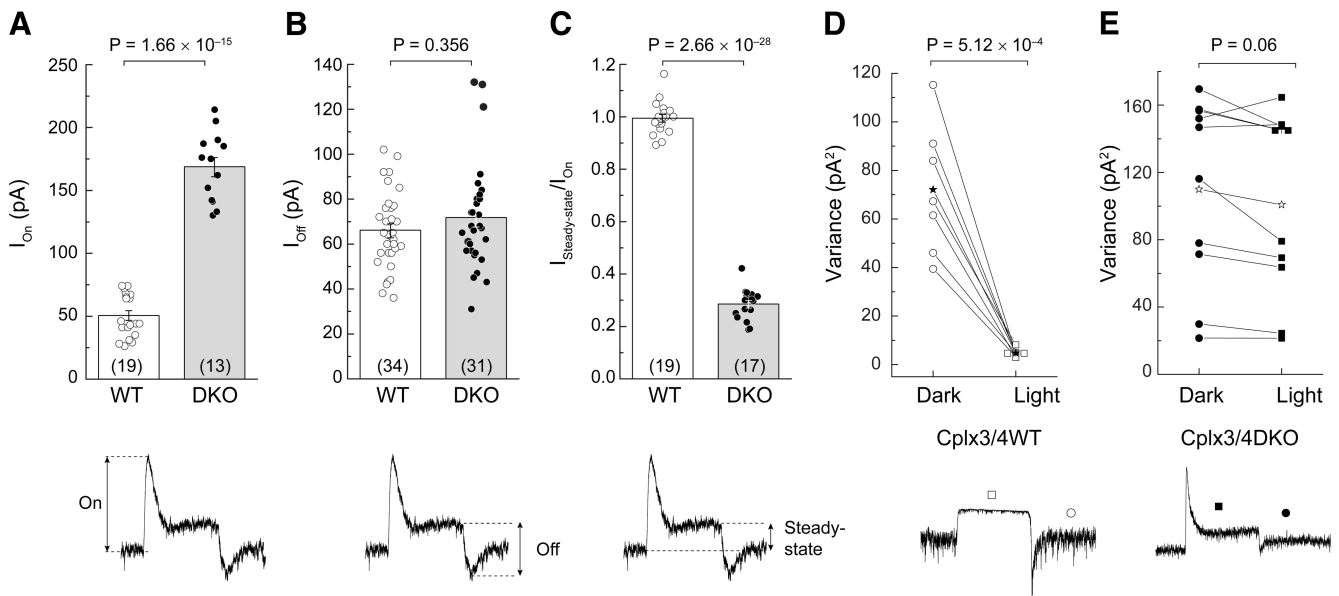 A
P = 1.66 × 10⁻¹⁵
I_On (pA)
250
200
150
100
50
0
(19)
(13)
WT
DKO
On
B
P = 0.356
I_Off (pA)
140
120
100
80
60
40
20
0
(34)
(31)
WT
DKO
Off
C
P = 2.66 × 10⁻²⁸
I_Steady-state/I_On
1.2
1.0
0.8
0.6
0.4
0.2
0.0
(19)
(17)
WT
DKO
Steady-
state
D
P = 5.12 × 10⁻⁴
Variance (pA²)
120
100
80
60
40
20
0
Dark Light
Cplx3/4WT
E
P = 0.06
Variance (pA²)
160
120
80
40
0
Dark Light
Cplx3/4DKO